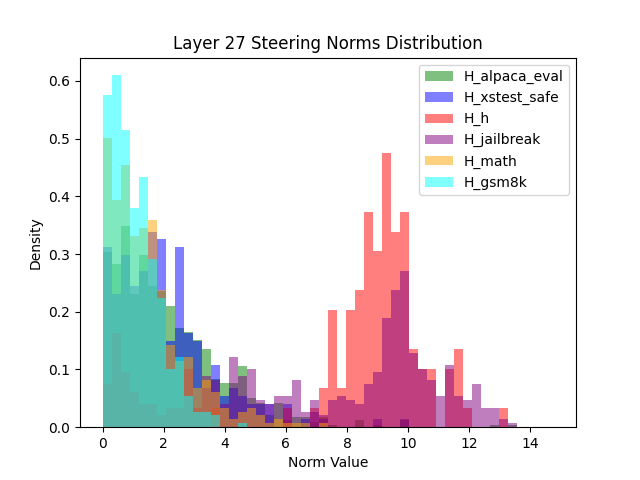 Layer 27 Steering Norms Distribution
H_alpaca_eval
H_xstest_safe
H_h
H_jailbreak
H_math
H_gsm8k
Density
0.6
0.5
0.4
0.3
0.2
0.1
0.0
0 2 4 6 8 10 12 14
Norm Value